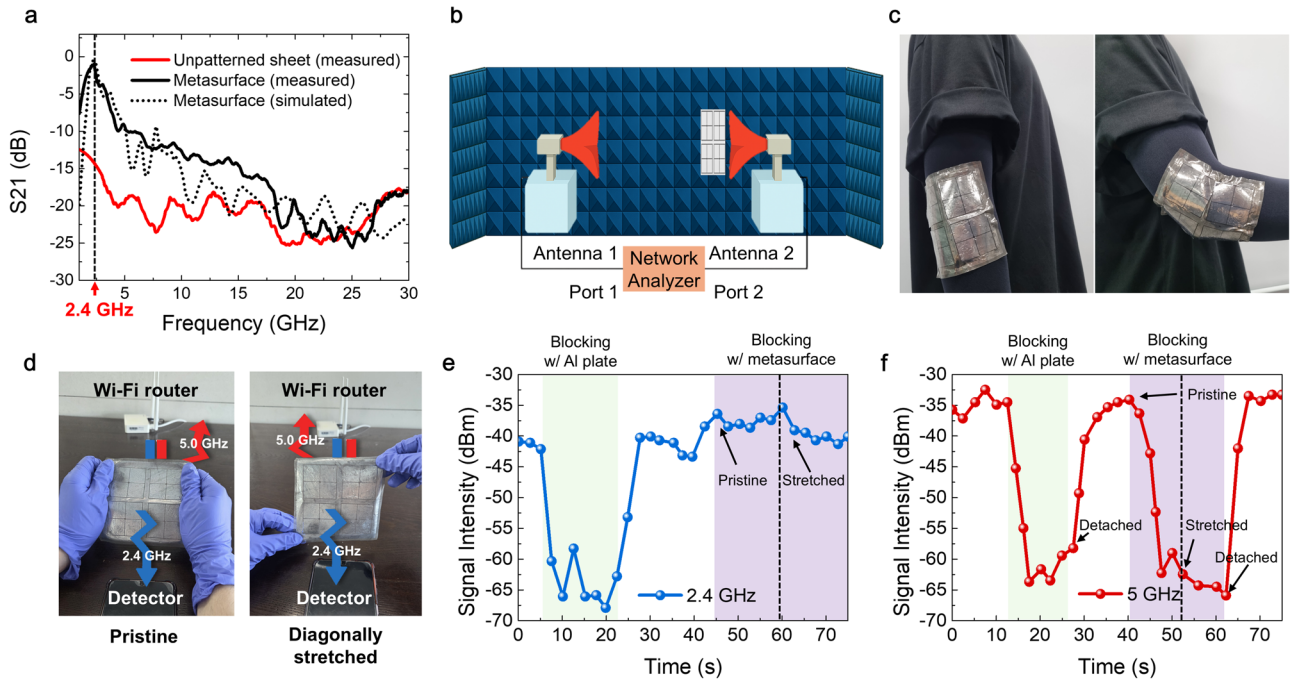 a
S21 (dB)
0
-5
-10
-15
-20
-25
-30
Unpatterned sheet (measured)
Metasurface (measured)
Metasurface (simulated)
5
10
15
20
25
30
2.4 GHz
Frequency (GHz)
b
Antenna 1
Antenna 2
Network
Analyzer
Port 1
Port 2
c
d
Wi-Fi router
5.0 GHz
2.4 GHz
Detector
Pristine
Wi-Fi router
5.0 GHz
2.4 GHz
Detector
Diagonally
stretched
e
Blocking
w/ Al plate
Blocking
w/ metasurface
Signal Intensity (dBm)
-30
-35
-40
-45
-50
-55
-60
-65
-70
Pristine
Stretched
2.4 GHz
0
10
20
30
40
50
60
70
Time (s)
f
Blocking
w/ Al plate
Blocking
w/ metasurface
Signal Intensity (dBm)
-30
-35
-40
-45
-50
-55
-60
-65
-70
Pristine
Detached
Stretched
Detached
5 GHz
0
10
20
30
40
50
60
70
Time (s)